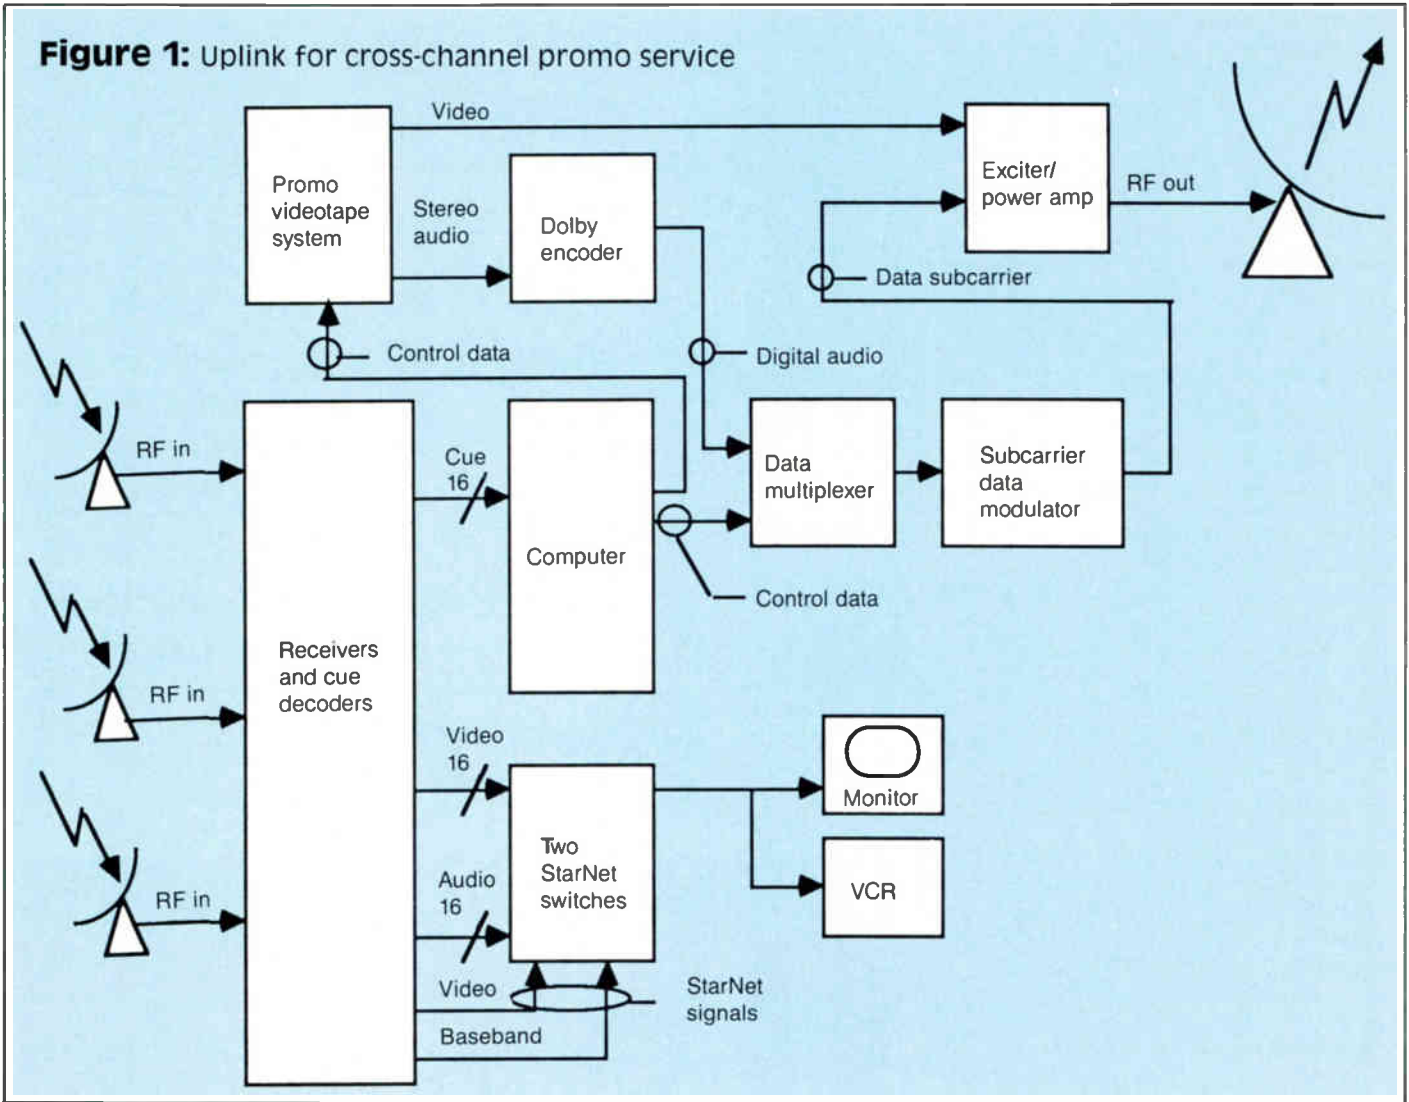 Figure 1: Uplink for cross-channel promo service
Video
Promo
videotape
system
Stereo
audio
Dolby
encoder
Exciter/
power amp
RF out
Data subcarrier
Control data
Digital audio
RF in
Cue
16
Computer
Data
multiplexer
Subcarrier
data
modulator
Control data
Receivers
and cue
decoders
RF in
Video
16
Two
StarNet
switches
Monitor
VCR
Audio
16
RF in
Video
Baseband
StarNet
signals